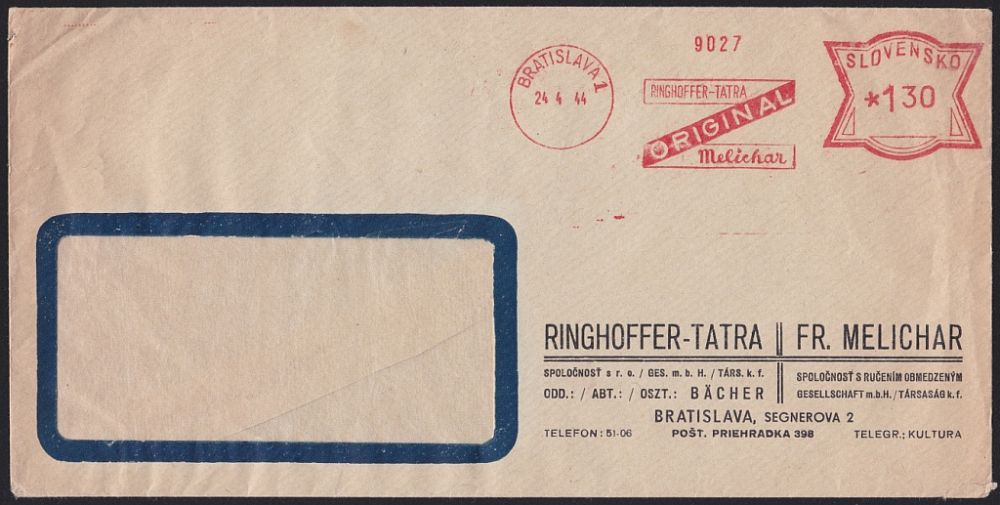 9027
BRATISLAVA 1
24 4 44
RINGHOFFER-TATRA
ORIGINAL
Melichar
SLOVENSKO
*130
RINGHOFFER-TATRA FR. MELICHAR
SPOLOČNOSŤ s r. o. / GES. m. b. H. / TÁRS. k. f.
ODD.: / ABT.: / OSZT.: BÄCHER
SPOLOČNOSŤ S RUČENÍM OBMEDZENÝM
GESELLSCHAFT m.b.H. / TÁRSASÁG k. f.
BRATISLAVA, SEGNEROVA 2
TELEFON: 51-06 POŠT. PRIEHRADKA 398 TELEGR.: KULTURA